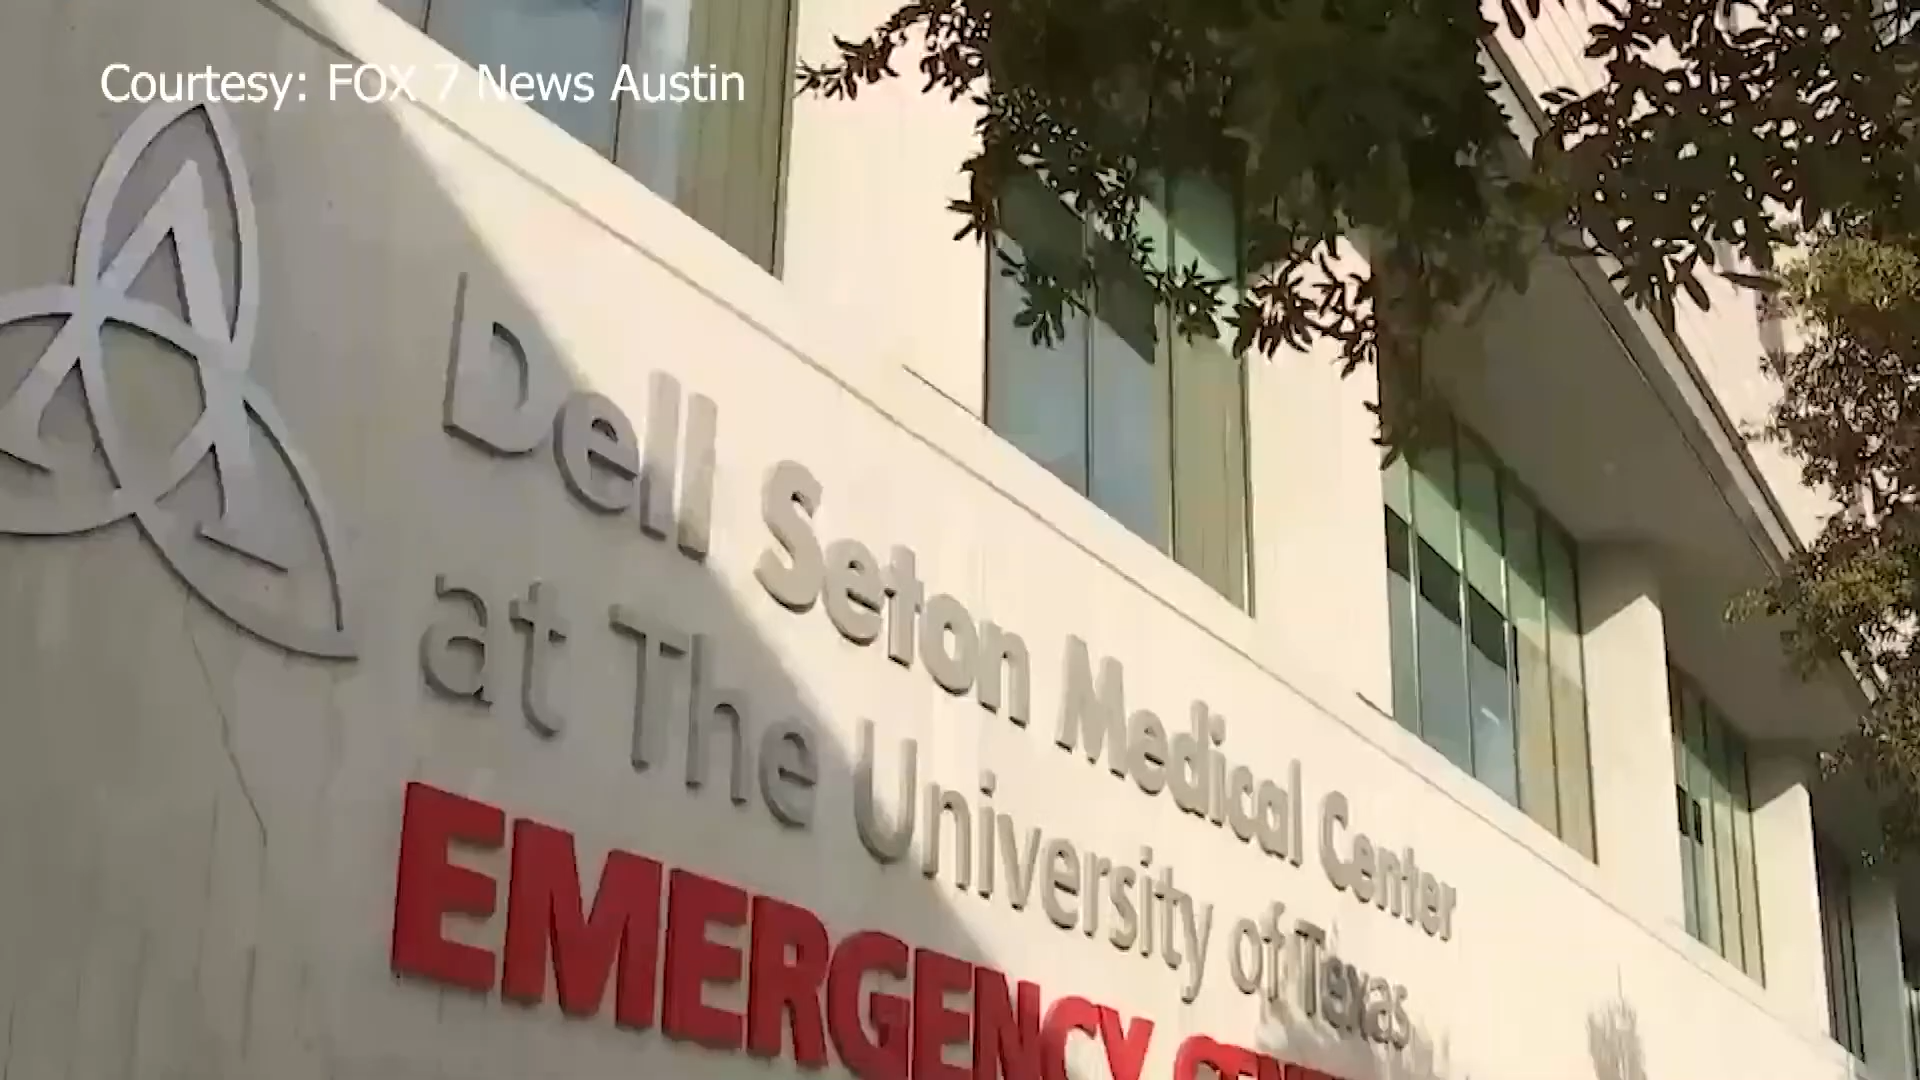 Courtesy: FOX 7 News Austin
Dell Seton Medical Center
at The University of Texas
EMERGENCY